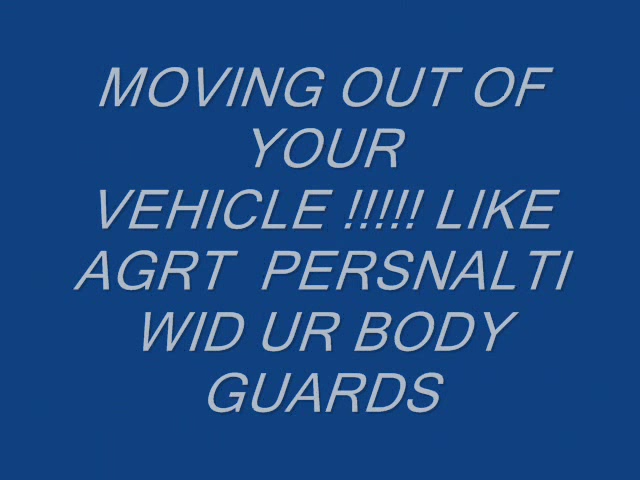 MOVING OUT OF
YOUR
VEHICLE !!!!! LIKE
AGRT  PERSNALTI
WID UR BODY
GUARDS